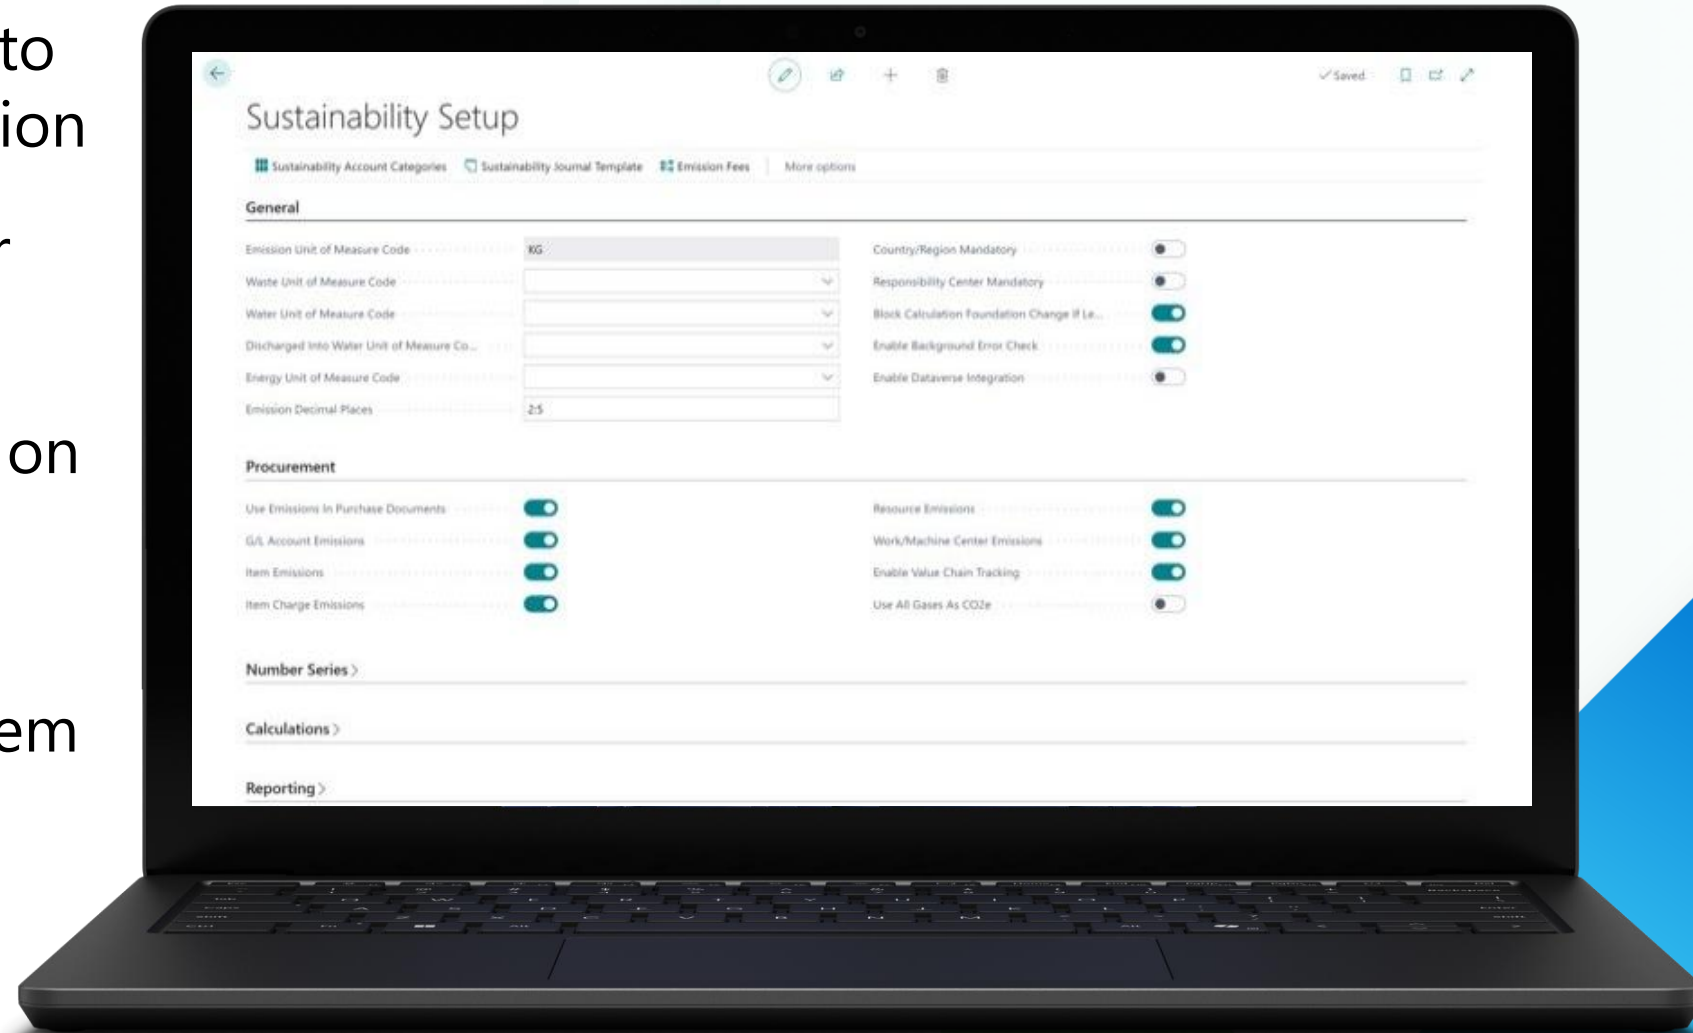 to
ion
r
on
em
Saved
Sustainability Setup
Sustainability Account Categories Sustainability Journal Template Emission Fees More options
General
Emission Unit of Measure Code KG Country/Region Mandatory
Waste Unit of Measure Code Responsibility Center Mandatory
Water Unit of Measure Code Block Calculation Foundation Change If Le...
Discharged Into Water Unit of Measure Co... Enable Background Error Check
Energy Unit of Measure Code Enable Dataverse Integration
Emission Decimal Places 2:5
Procurement
Use Emissions In Purchase Documents Resource Emissions
G/L Account Emissions Work/Machine Center Emissions
Item Emissions Enable Value Chain Tracking
Item Charge Emissions Use All Gases As CO2e
Number Series
Calculations
Reporting